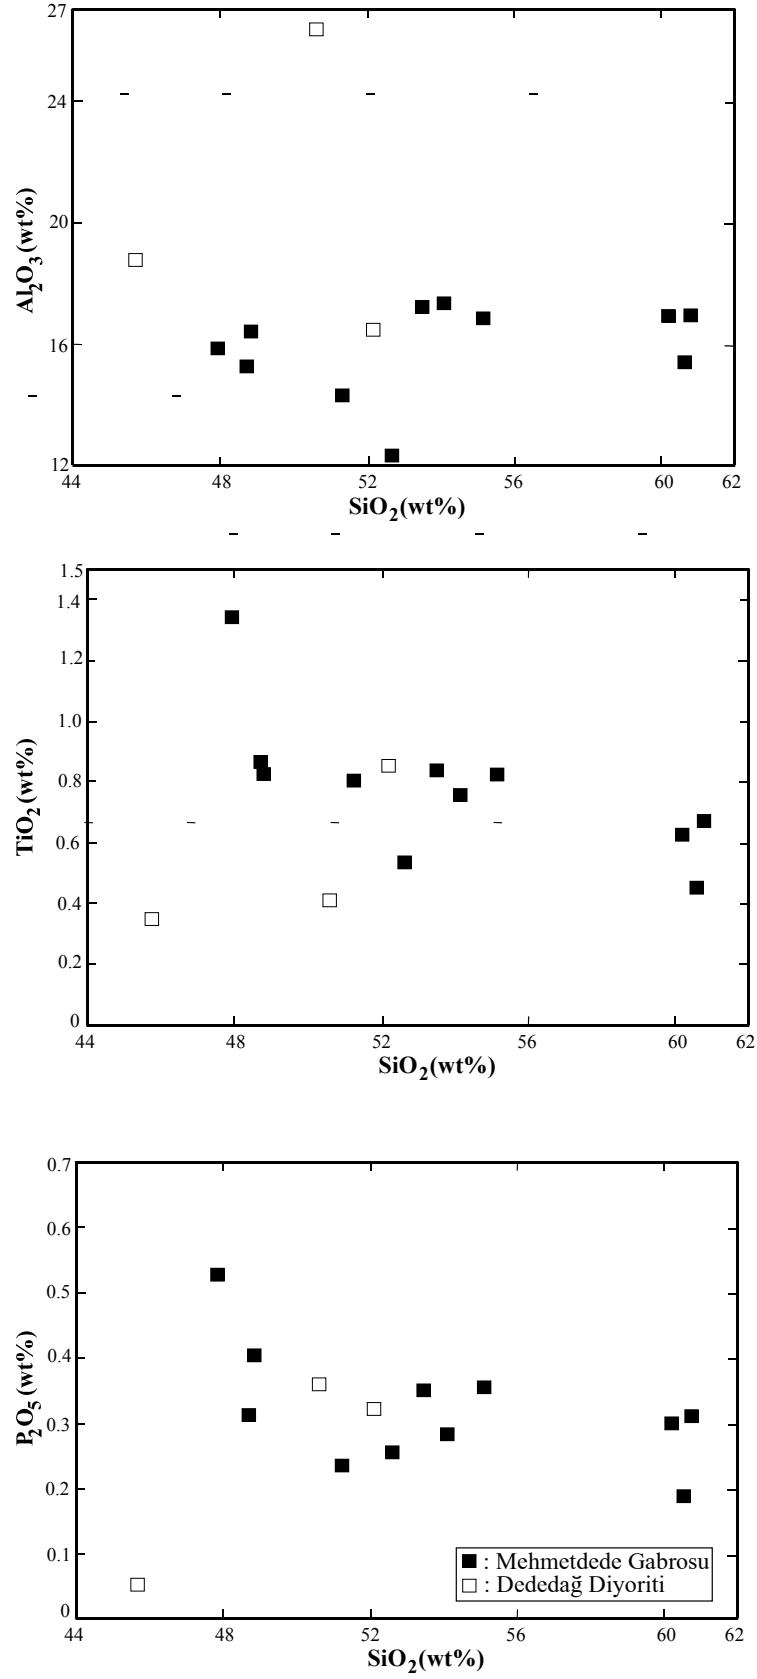 27
24
20
16
12
Al2O3(wt%)
44 48 52 56 60 62
SiO2(wt%)
1.5
1.4
1.2
1.0
0.8
0.6
0.4
0.2
0
TiO2(wt%)
44 48 52 56 60 62
SiO2(wt%)
0.7
0.6
0.5
0.4
0.3
0.2
0.1
0
P2O5(wt%)
: Mehmetdede Gabrosu
: Dededağ Diyoriti
44 48 52 56 60 62
SiO2(wt%)